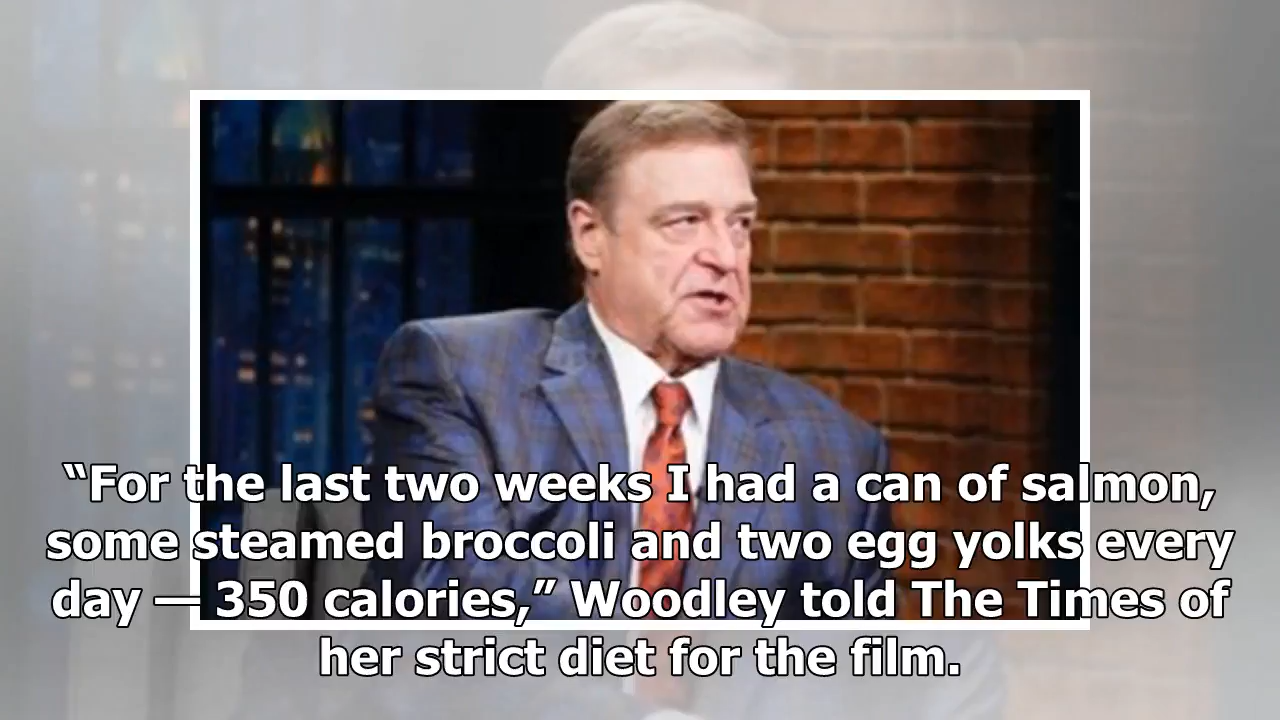 “For the last two weeks I had a can of salmon,
some steamed broccoli and two egg yolks every
day — 350 calories,” Woodley told The Times of
her strict diet for the film.